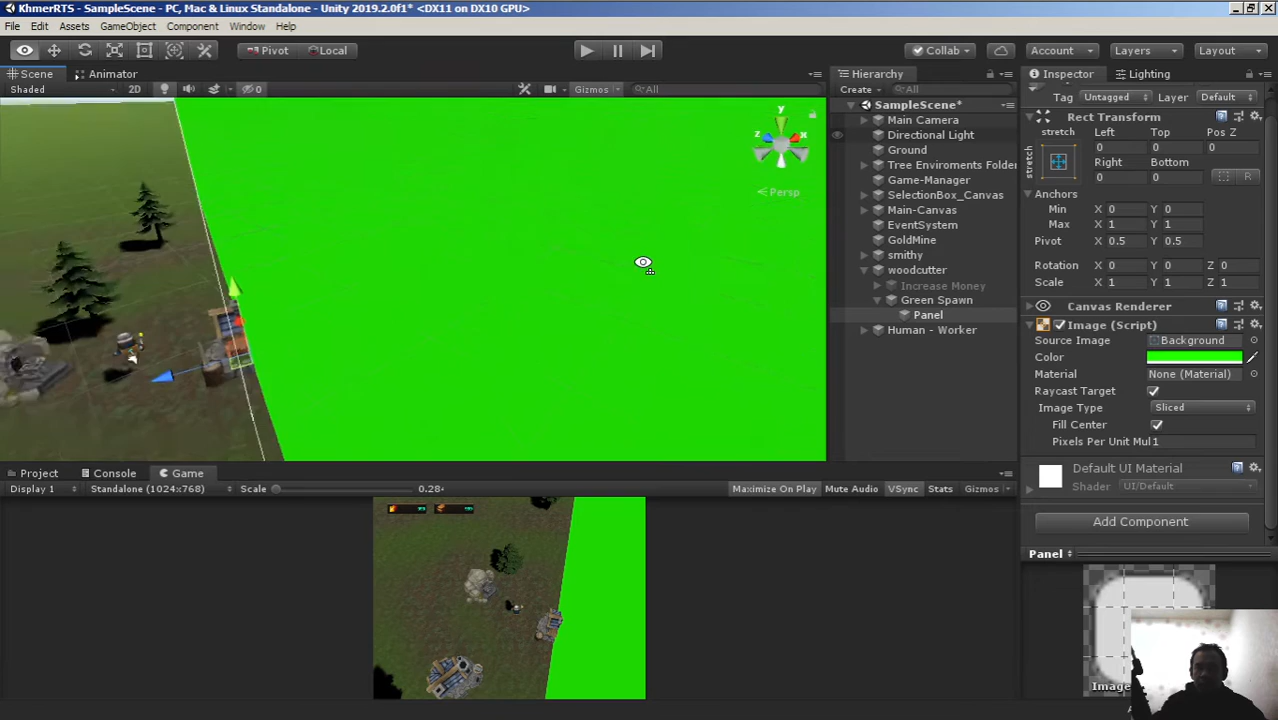 KhmerRTS - SampleScene - PC, Mac & Linux Standalone - Unity 2019.2.0f1* <DX11 on DX10 GPU>
File Edit Assets GameObject Component Window Help
Pivot Local Collab Account Layers Layout
Scene Animator Hierarchy Inspector Lighting
Shaded 2D 0 Gizmos All Create All Tag Untagged Layer Default
SampleScene* Rect Transform
Main Camera stretch Left Top Pos Z
Directional Light 0 0 0
Ground stretch Right Bottom
Tree Enviroments Folder 0 0 R
Game-Manager Anchors
SelectionBox_Canvas Min X 0 Y 0
Main-Canvas Max X 1 Y 1
EventSystem Pivot X 0.5 Y 0.5
GoldMine Rotation X 0 Y 0 Z 0
smithy Scale X 1 Y 1 Z 1
woodcutter
Increase Money
Green Spawn Canvas Renderer
Panel Image (Script)
Human - Worker Source Image Background
Color
Material None (Material)
Raycast Target
Image Type Sliced
Fill Center
Pixels Per Unit Mul 1
y
z x
Persp
Project Console Game Default UI Material
Display 1 Standalone (1024x768) Scale 0.28 Maximize On Play Mute Audio VSync Stats Gizmos Shader UI/Default
Add Component
Panel
Image